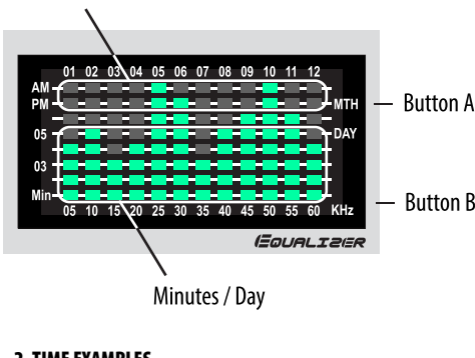 01 02 03 04 05 06 07 08 09 10 11 12
AM
PM
MTH
Button A
05
DAY
03
Min
05 10 15 20 25 30 35 40 45 50 55 60 KHz
Button B
EQUALIZER
Minutes / Day
2. TIME EXAMPLES